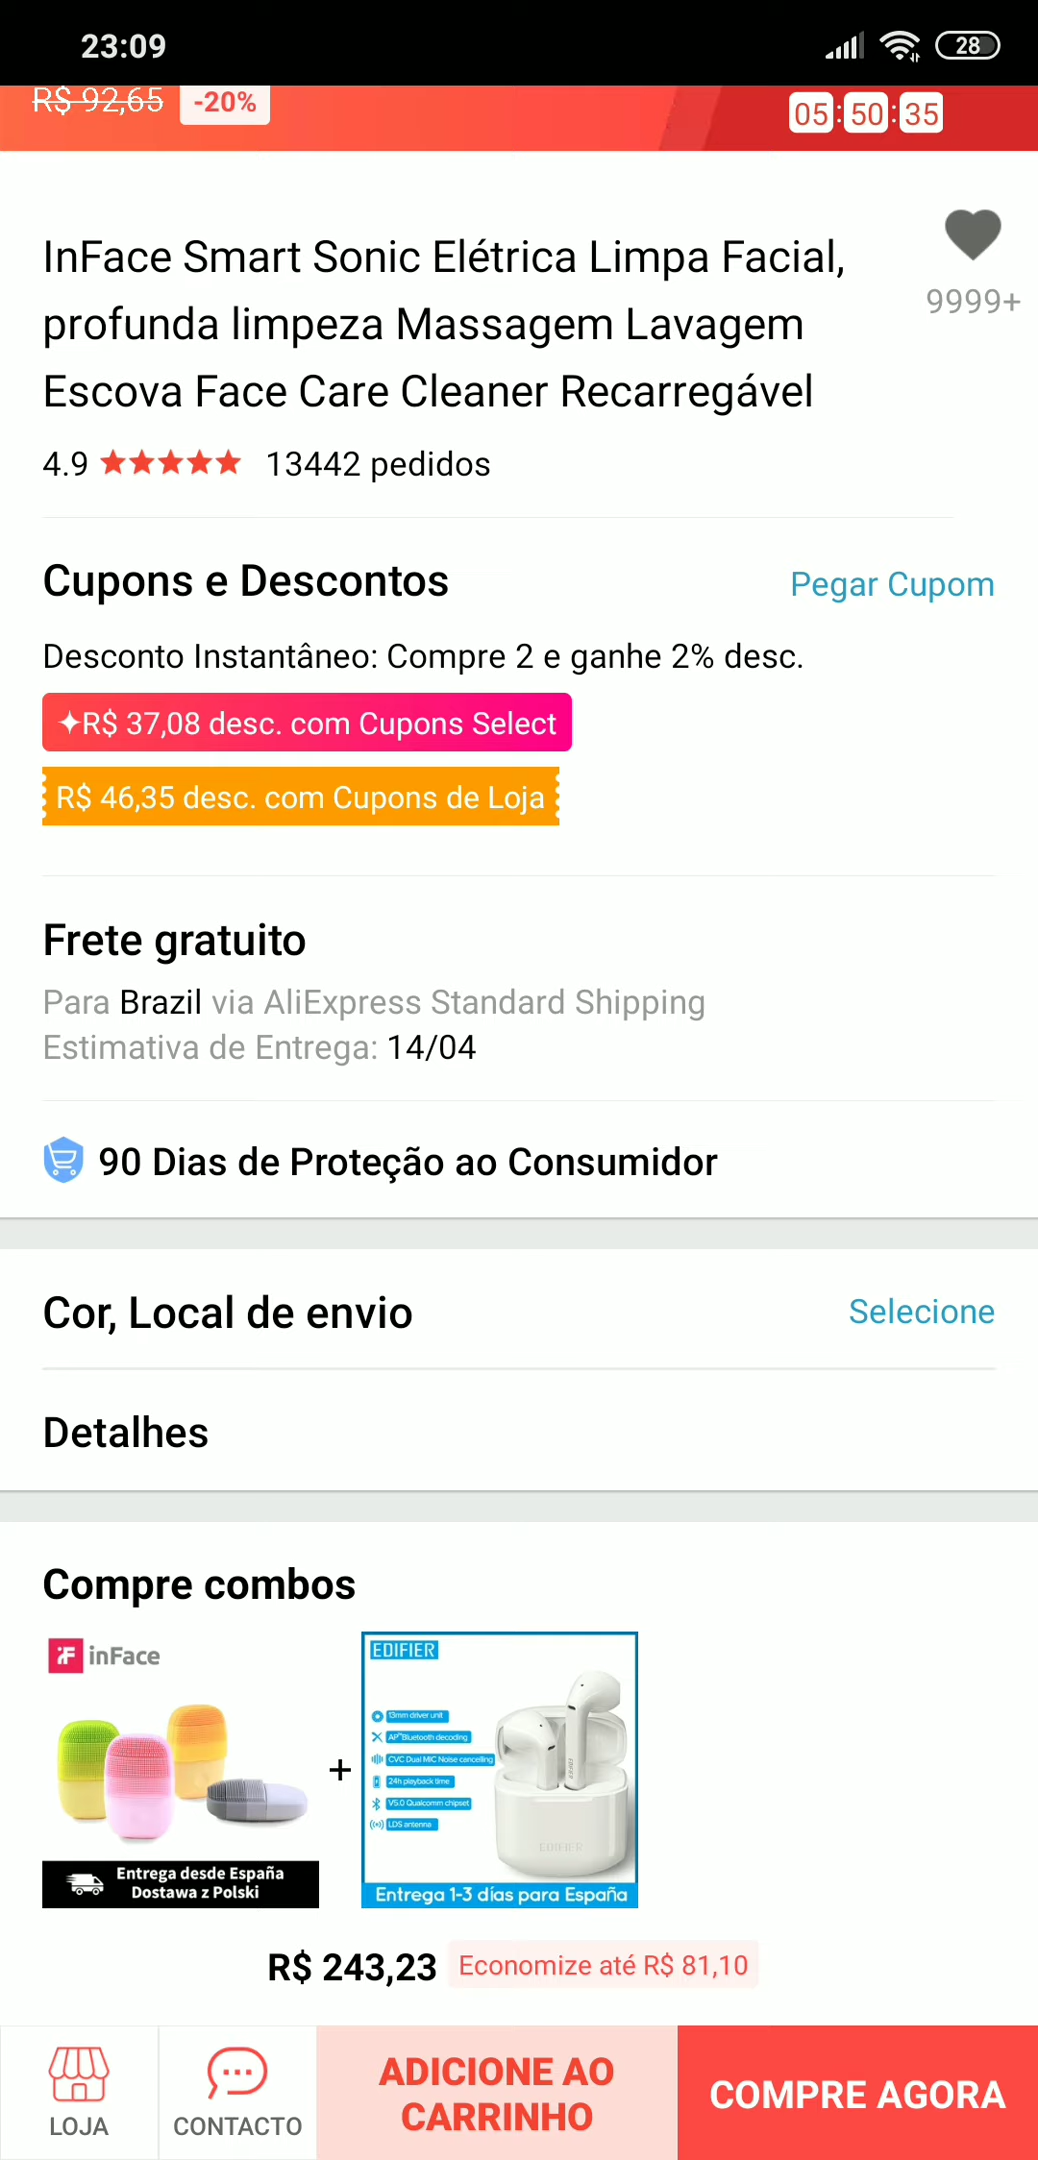 23:09
28
R$ 92,65
-20%
05:50:35
InFace Smart Sonic Elétrica Limpa Facial,
profunda limpeza Massagem Lavagem
Escova Face Care Cleaner Recarregável
9999+
4.9 ★★★★★ 13442 pedidos
Cupons e Descontos
Pegar Cupom
Desconto Instantâneo: Compre 2 e ganhe 2% desc.
✦R$ 37,08 desc. com Cupons Select
R$ 46,35 desc. com Cupons de Loja
Frete gratuito
Para Brazil via AliExpress Standard Shipping
Estimativa de Entrega: 14/04
90 Dias de Proteção ao Consumidor
Cor, Local de envio
Selecione
Detalhes
Compre combos
iF inFace
Entrega desde España
Dostawa z Polski
+
EDIFIER
13mm driver unit
AP™Bluetooth decoding
CVC Dual MIC Noise cancelling
24h playback time
V5.0 Qualcomm chipset
LDS antenna
EDIFIER
EDIFIER
Entrega 1-3 días para España
R$ 243,23
Economize até R$ 81,10
LOJA
CONTACTO
ADICIONE AO
CARRINHO
COMPRE AGORA